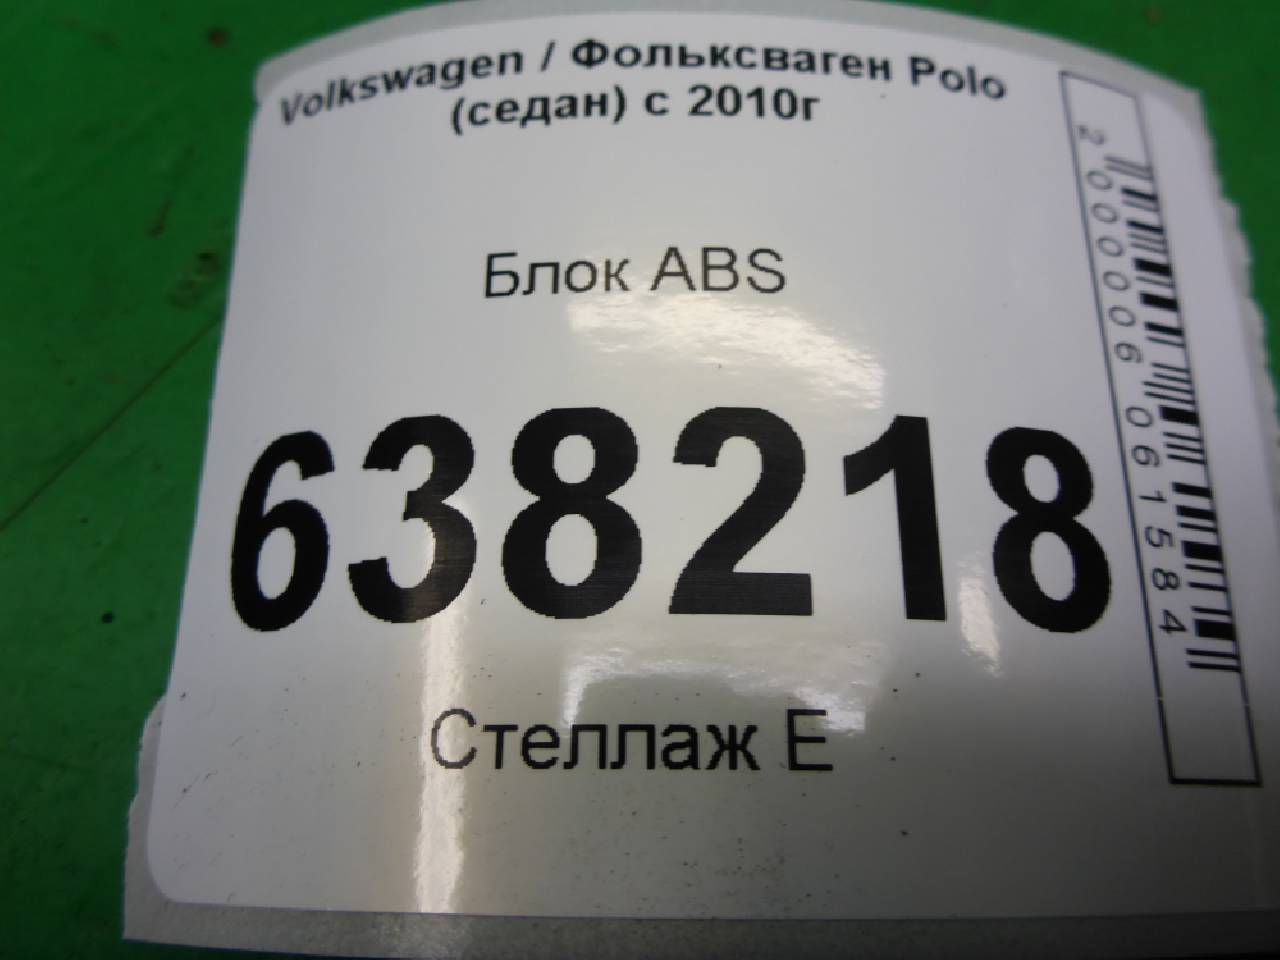 Volkswagen / Фольксваген Polo
(седан) с 2010г
Блок ABS
638218
Стеллаж Е
2000006061584